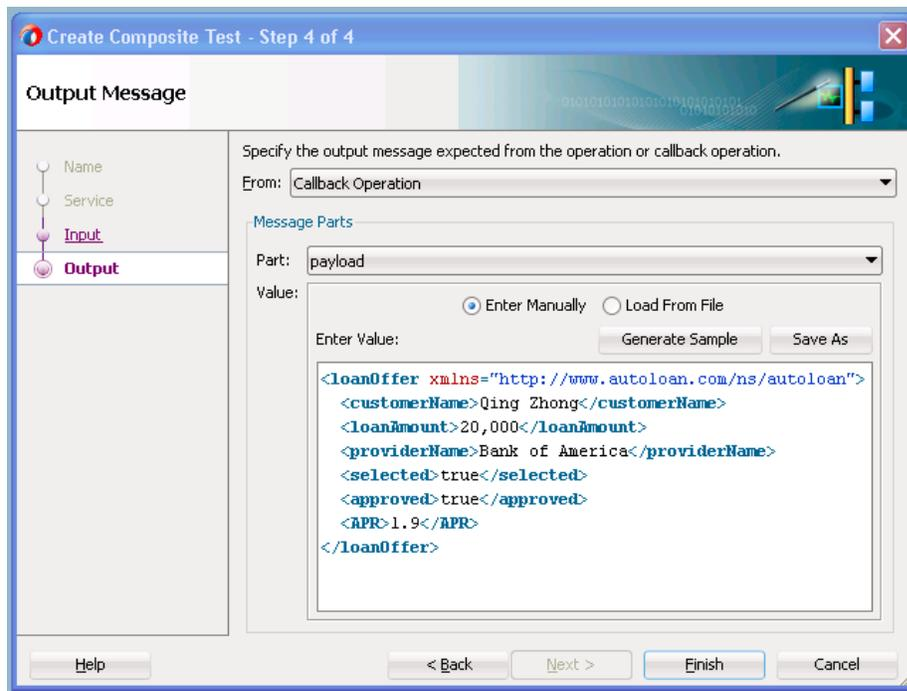 Create Composite Test - Step 4 of 4
Output Message
Name
Service
Input
Output
Specify the output message expected from the operation or callback operation.
From: Callback Operation
Message Parts
Part: payload
Value:
Enter Manually Load From File
Enter Value: Generate Sample Save As
<loanOffer xmlns="http://www.autoloan.com/ns/autoloan">
  <customerName>Qing Zhong</customerName>
  <loanAmount>20,000</loanAmount>
  <providerName>Bank of America</providerName>
  <selected>true</selected>
  <approved>true</approved>
  <APR>1.9</APR>
</loanOffer>
Help < Back Next > Finish Cancel